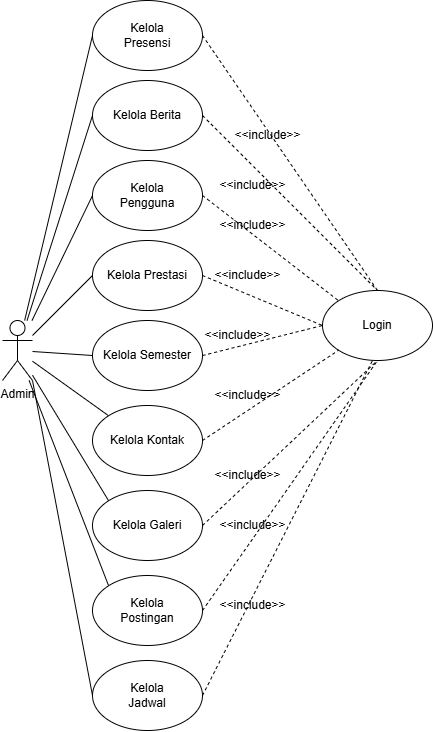 Kelola
Presensi
Kelola Berita
<<include>>
Kelola
Pengguna
<<include>>
<<include>>
Kelola Prestasi
<<include>>
Login
<<include>>
Kelola Semester
Admin
<<include>>
Kelola Kontak
<<include>>
Kelola Galeri
<<include>>
Kelola
Postingan
<<include>>
Kelola
Jadwal